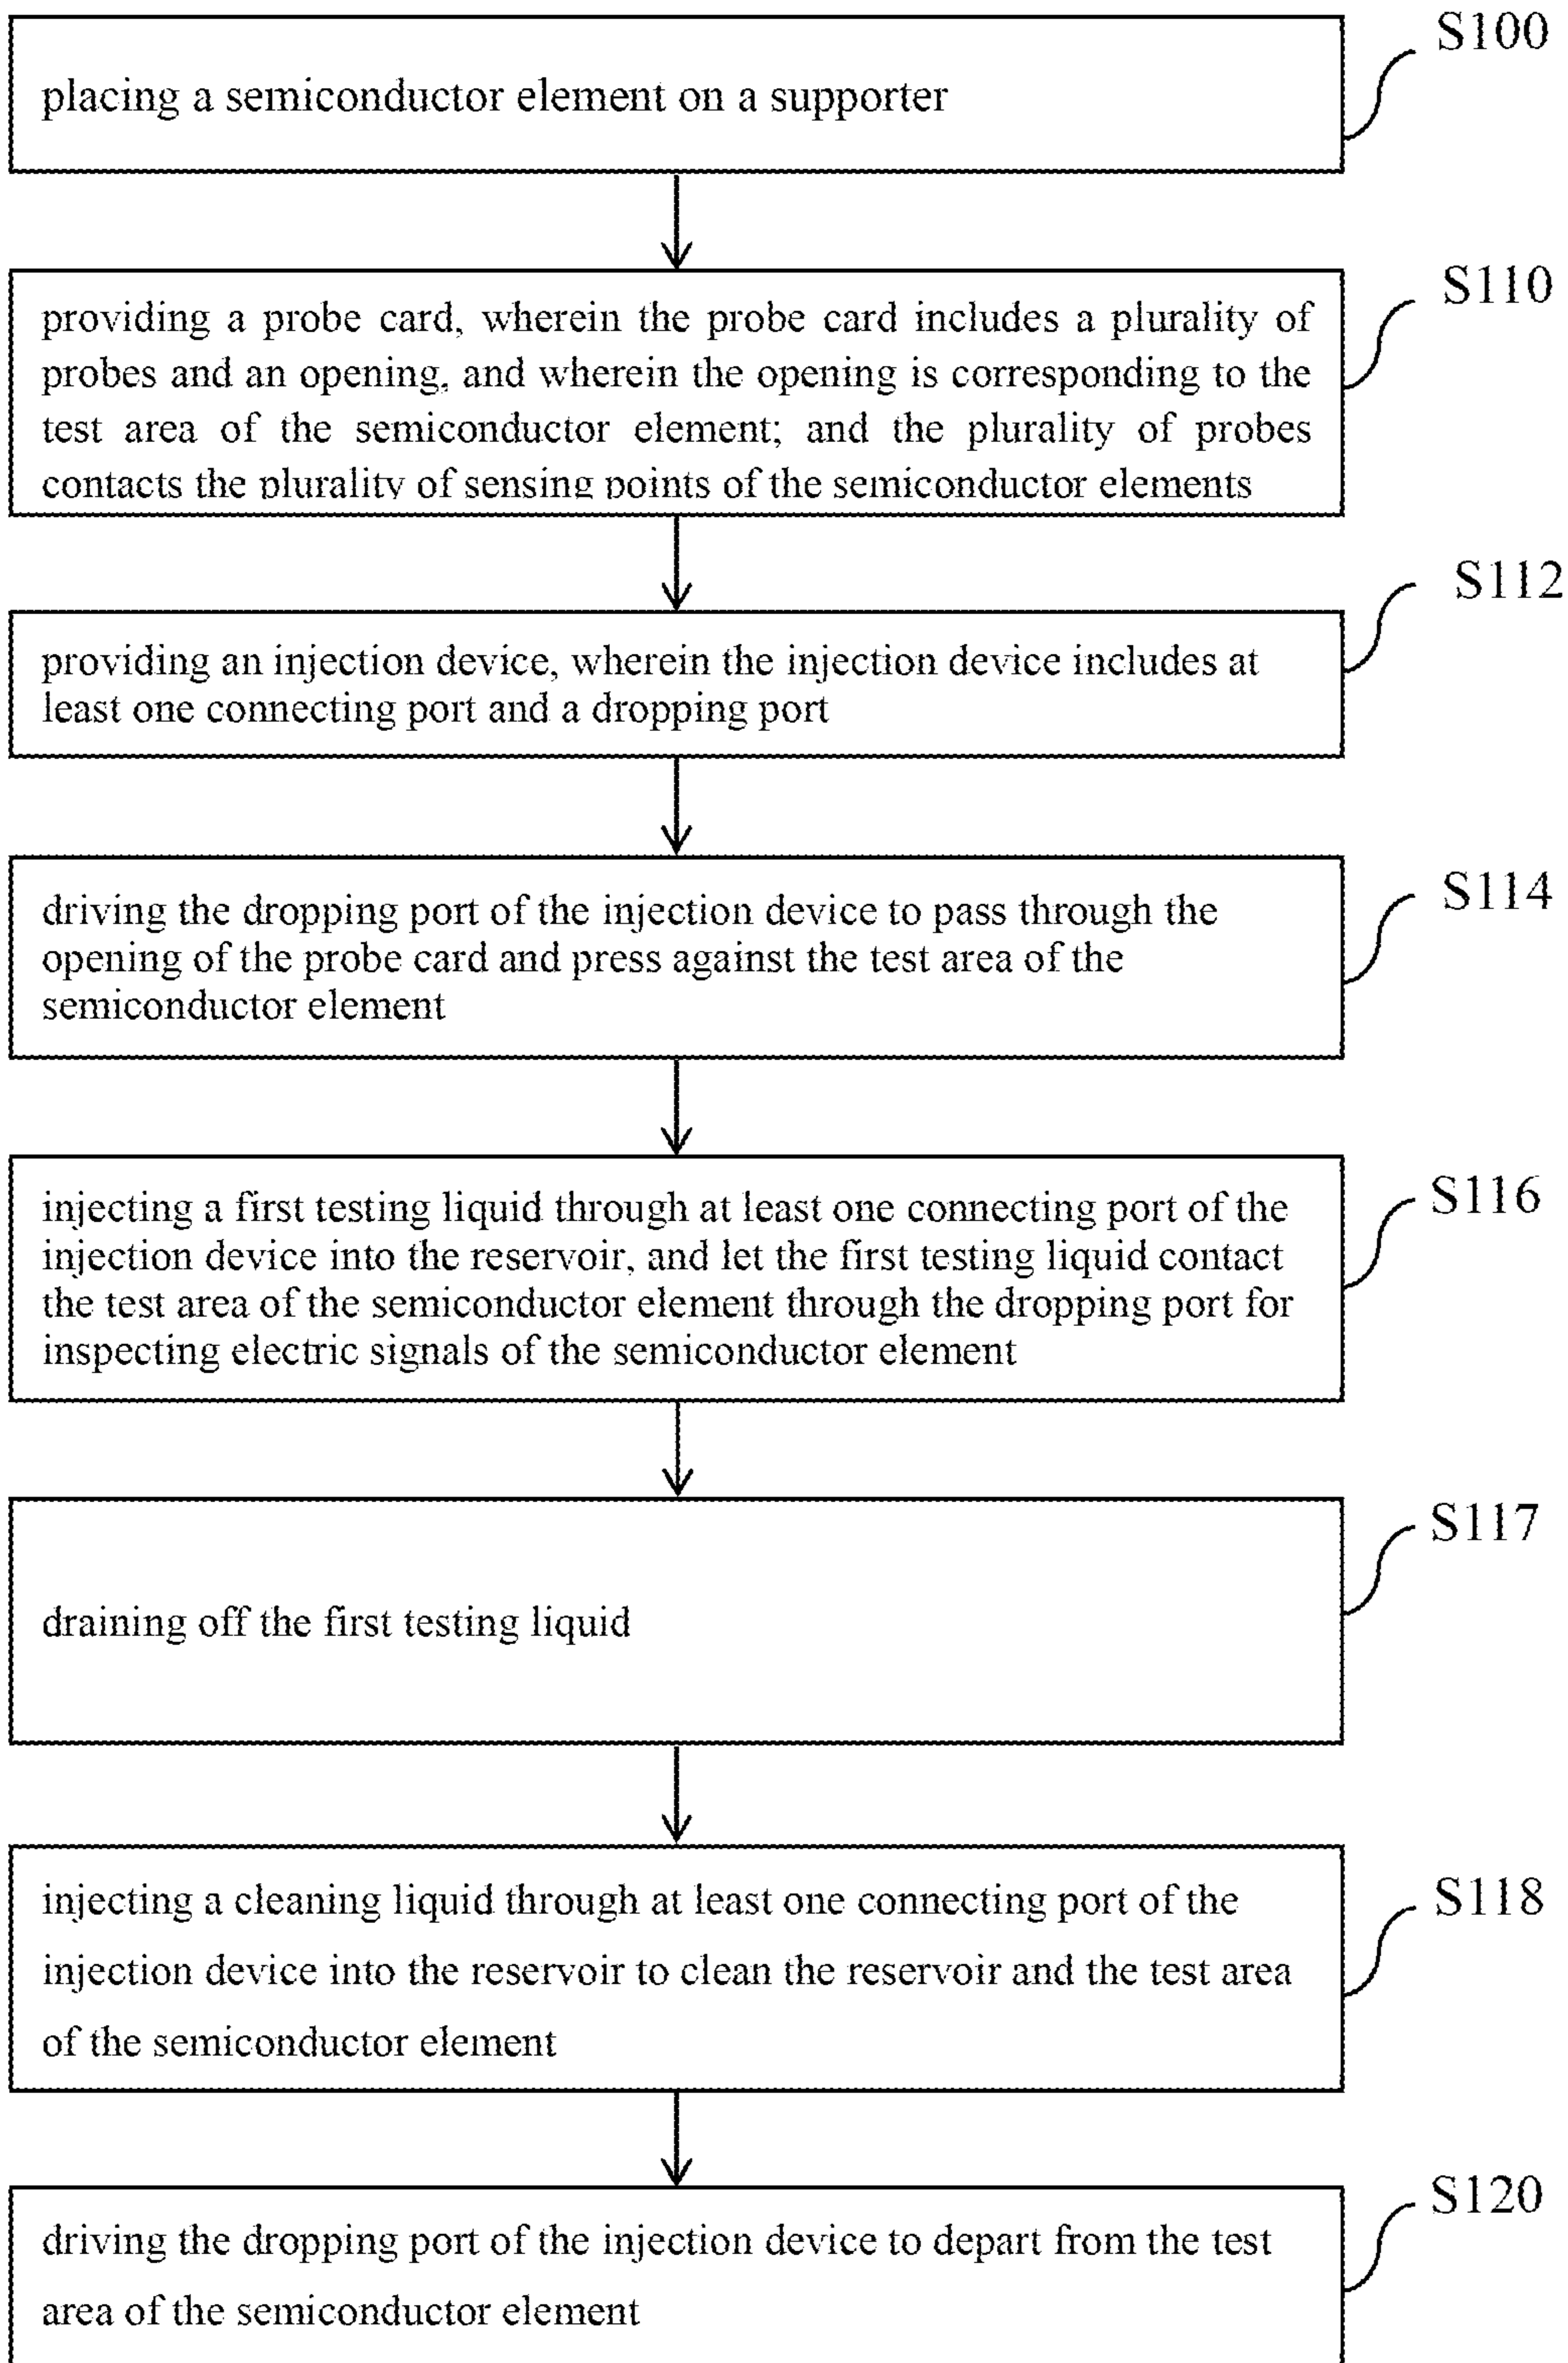 S100
placing a semiconductor element on a supporter
S110
providing a probe card, wherein the probe card includes a plurality of
probes and an opening, and wherein the opening is corresponding to the
test area of the semiconductor element; and the plurality of probes
contacts the plurality of sensing points of the semiconductor elements
S112
providing an injection device, wherein the injection device includes at
least one connecting port and a dropping port
S114
driving the dropping port of the injection device to pass through the
opening of the probe card and press against the test area of the
semiconductor element
S116
injecting a first testing liquid through at least one connecting port of the
injection device into the reservoir, and let the first testing liquid contact
the test area of the semiconductor element through the dropping port for
inspecting electric signals of the semiconductor element
S117
draining off the first testing liquid
S118
injecting a cleaning liquid through at least one connecting port of the
injection device into the reservoir to clean the reservoir and the test area
of the semiconductor element
S120
driving the dropping port of the injection device to depart from the test
area of the semiconductor element